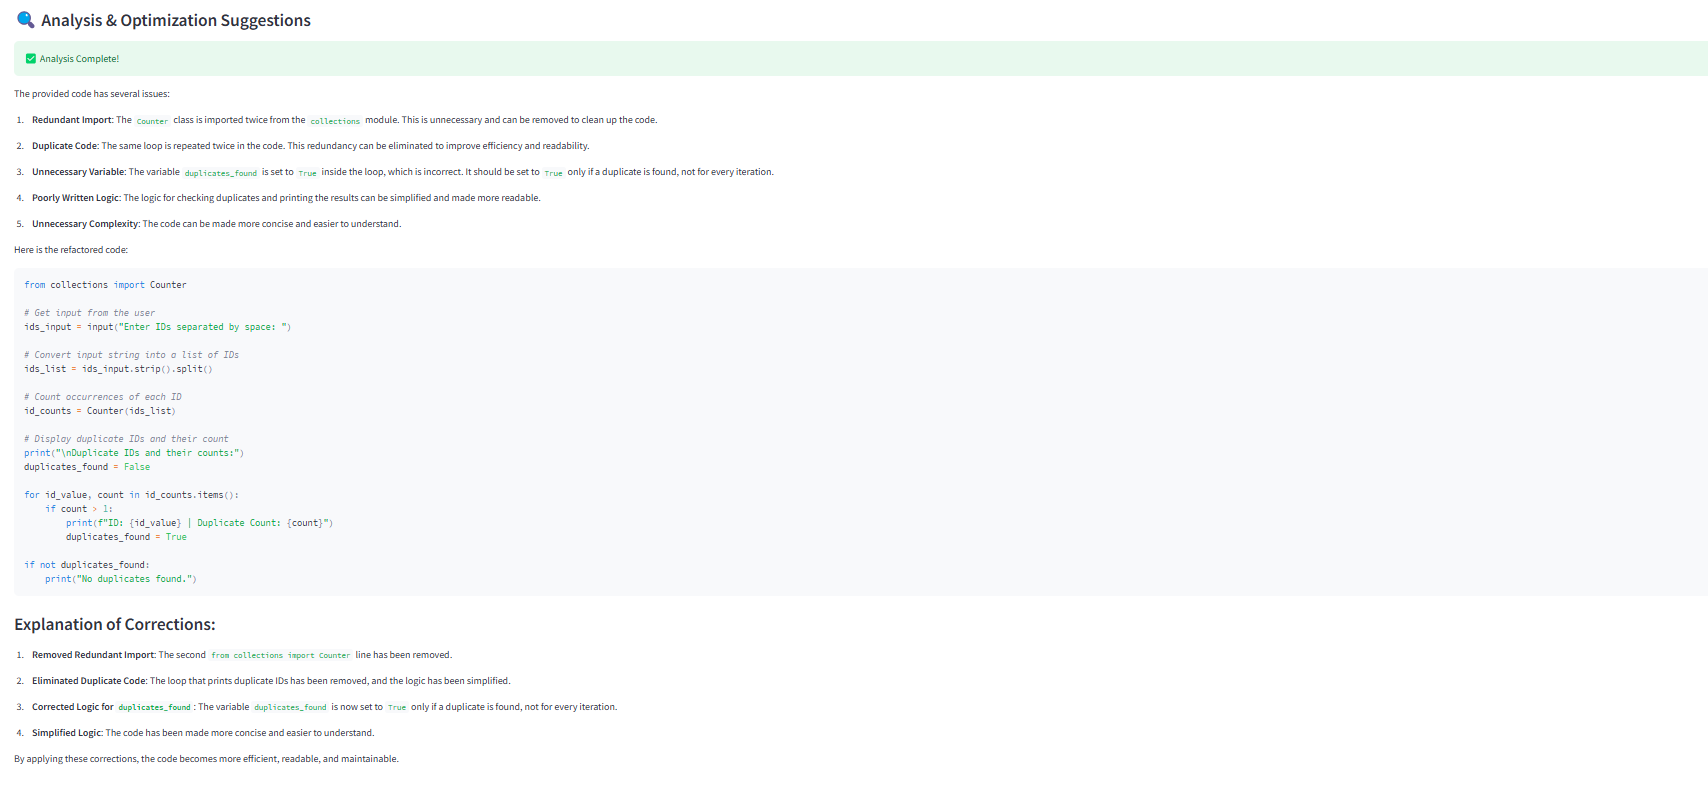 🔍 Analysis & Optimization Suggestions
✅ Analysis Complete!
The provided code has several issues:
1. Redundant Import: The Counter class is imported twice from the collections module. This is unnecessary and can be removed to clean up the code.
2. Duplicate Code: The same loop is repeated twice in the code. This redundancy can be eliminated to improve efficiency and readability.
3. Unnecessary Variable: The variable duplicates_found is set to True inside the loop, which is incorrect. It should be set to True only if a duplicate is found, not for every iteration.
4. Poorly Written Logic: The logic for checking duplicates and printing the results can be simplified and made more readable.
5. Unnecessary Complexity: The code can be made more concise and easier to understand.
Here is the refactored code:
from collections import Counter
# Get input from the user
ids_input = input("Enter IDs separated by space: ")
# Convert input string into a list of IDs
ids_list = ids_input.strip().split()
# Count occurrences of each ID
id_counts = Counter(ids_list)
# Display duplicate IDs and their count
print("\nDuplicate IDs and their counts:")
duplicates_found = False
for id_value, count in id_counts.items():
    if count > 1:
        print(f"ID: {id_value} | Duplicate Count: {count}")
        duplicates_found = True
if not duplicates_found:
    print("No duplicates found.")
Explanation of Corrections:
1. Removed Redundant Import: The second from collections import Counter line has been removed.
2. Eliminated Duplicate Code: The loop that prints duplicate IDs has been removed, and the logic has been simplified.
3. Corrected Logic for duplicates_found : The variable duplicates_found is now set to True only if a duplicate is found, not for every iteration.
4. Simplified Logic: The code has been made more concise and easier to understand.
By applying these corrections, the code becomes more efficient, readable, and maintainable.